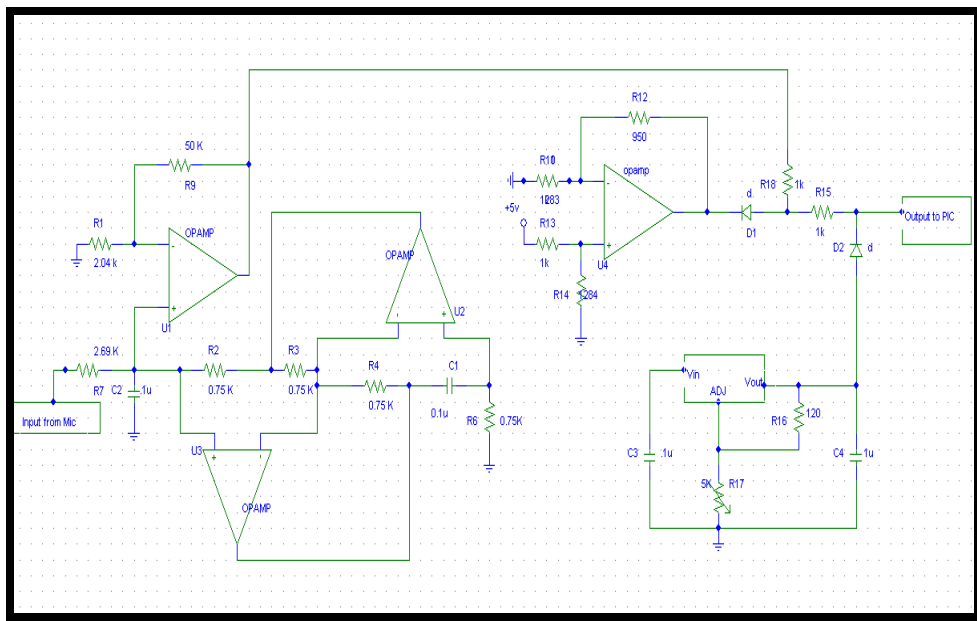 R12
950
50 K
R9
R1
2.04 k
OPAMP
-
+
U1
OPAMP
-
+
U2
R10
+5v
R13
1k
R14
opamp
-
+
U4
d
D1
R18
1k
R15
1k
Output to PIC
D2
d
2.69 K
R7
C2
.1u
R2
0.75 K
R3
0.75 K
R4
0.75 K
C1
0.1u
R6
0.75K
Input from Mic
U3
+
-
OPAMP
Vin
Vout
ADJ
R16
120
C3
.1u
5K
R17
C4
1u